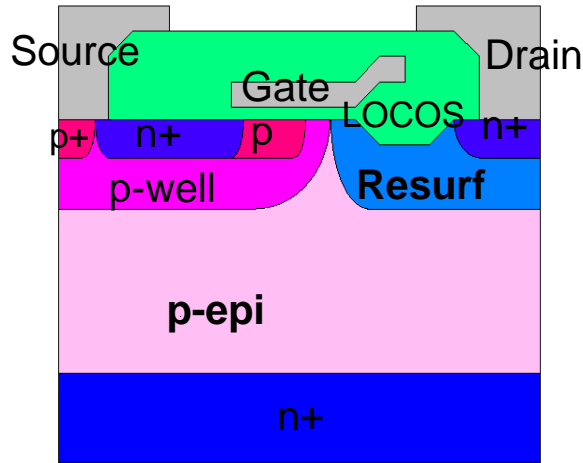 Source
Drain
Gate
LOCOS
p+
n+
p
n+
p-well
Resurf
p-epi
n+